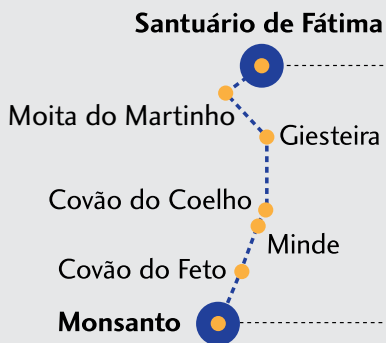 Santuário de Fátima
Moita do Martinho
Giesteira
Covão do Coelho
Minde
Covão do Feto
Monsanto